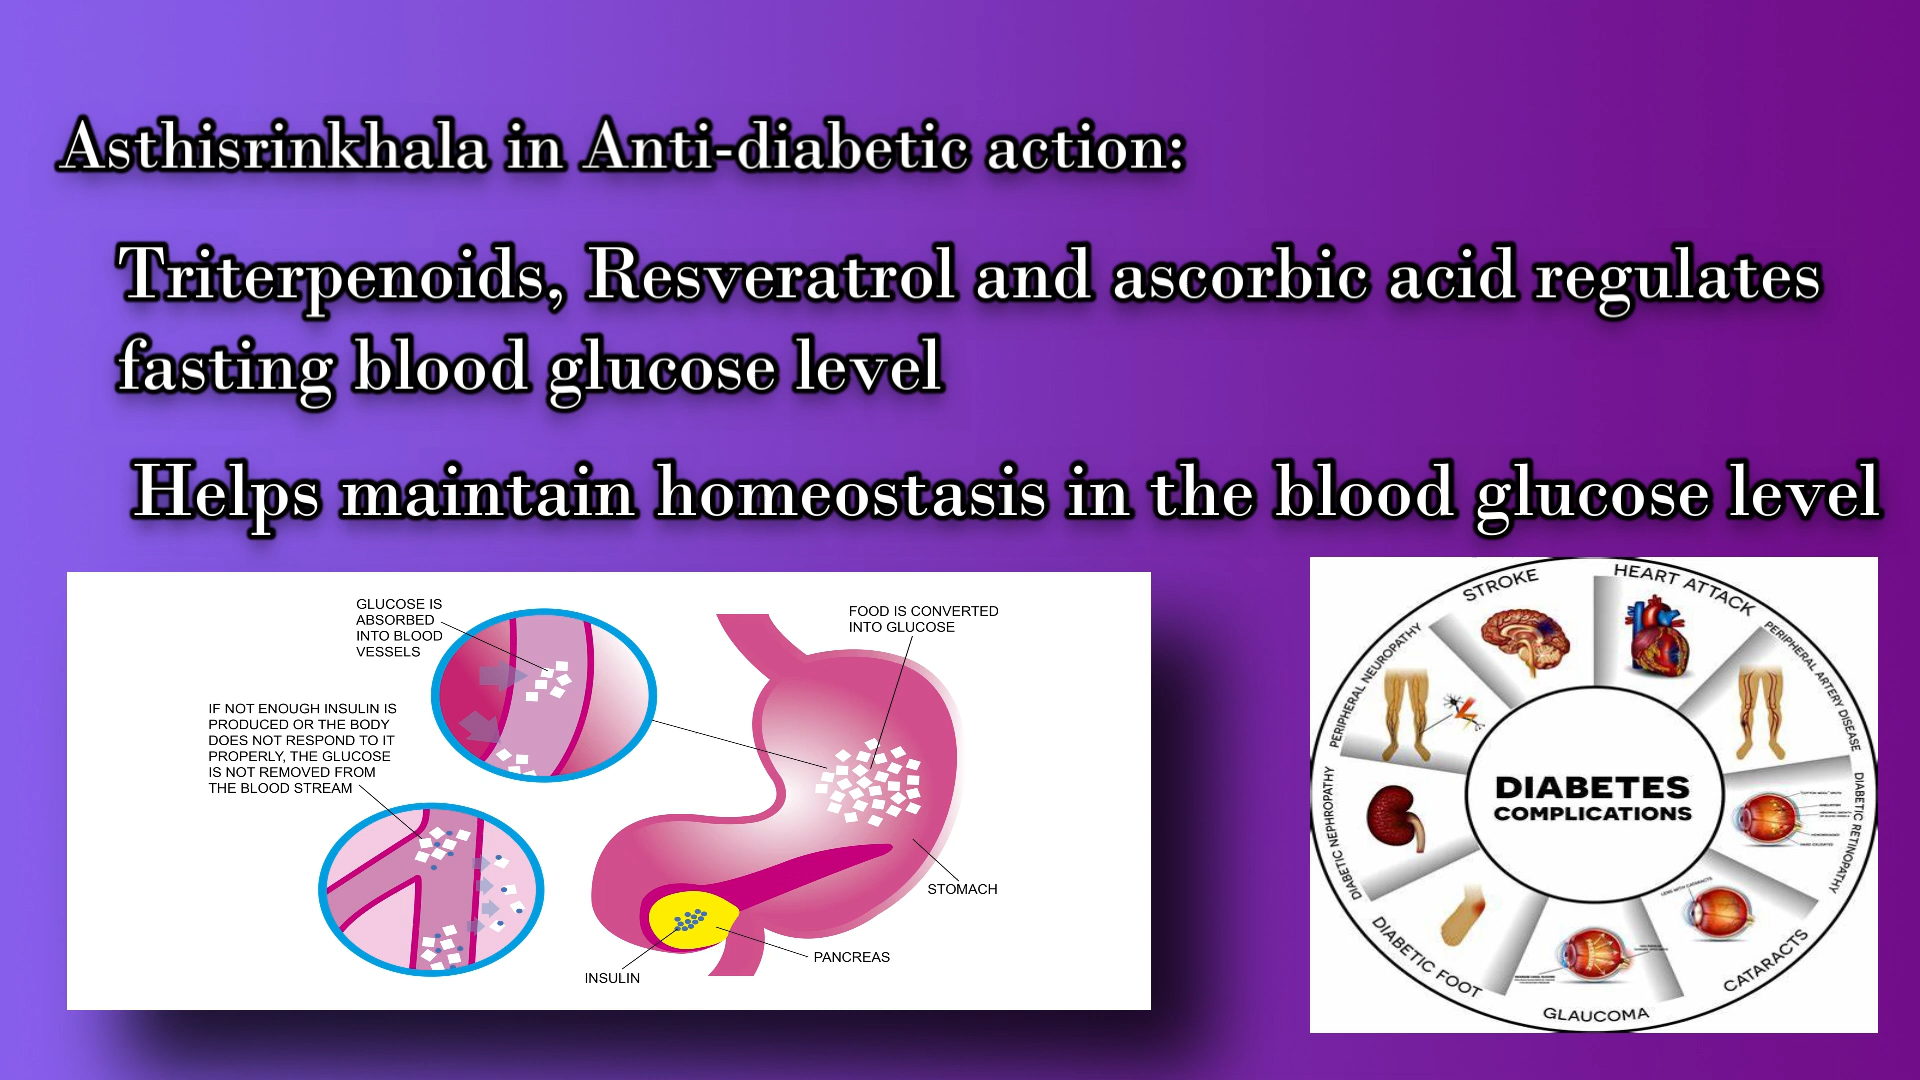 Asthisrinkhala in Anti-diabetic action:
Triterpenoids, Resveratrol and ascorbic acid regulates
fasting blood glucose level
Helps maintain homeostasis in the blood glucose level
GLUCOSE IS
ABSORBED
INTO BLOOD
VESSELS
FOOD IS CONVERTED
INTO GLUCOSE
IF NOT ENOUGH INSULIN IS
PRODUCED OR THE BODY
DOES NOT RESPOND TO IT
PROPERLY, THE GLUCOSE
IS NOT REMOVED FROM
THE BLOOD STREAM
STOMACH
PANCREAS
INSULIN
STROKE
HEART ATTACK
PERIPHERAL NEUROPATHY
PERIPHERAL ARTERY DISEASE
DIABETES
COMPLICATIONS
DIABETIC NEPHROPATHY
DIABETIC RETINOPATHY
LENS WITH CATARACTS
DIABETIC FOOT
CATARACTS
GLAUCOMA